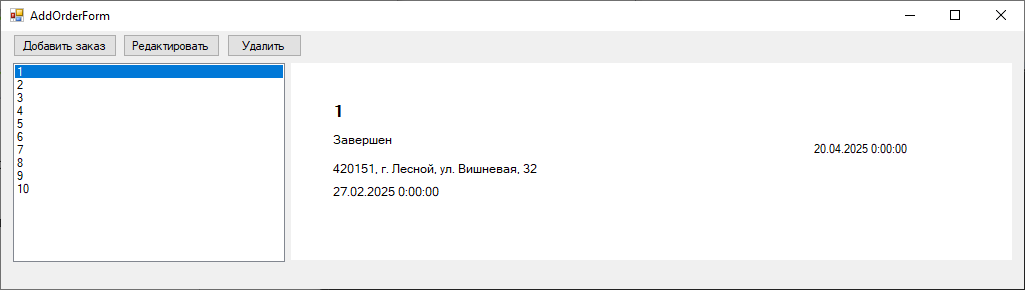 AddOrderForm
Добавить заказ
Редактировать
Удалить
1
2
3
4
5
6
7
8
9
10
1
Завершен
20.04.2025 0:00:00
420151, г. Лесной, ул. Вишневая, 32
27.02.2025 0:00:00